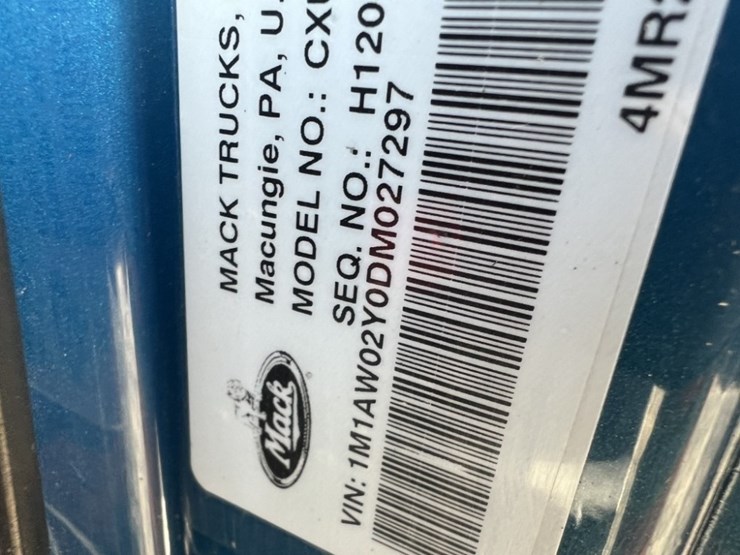 Mack
MACK TRUCKS,
Macungie, PA, U.
MODEL NO.: CX
SEQ. NO.: H120
VIN: 1M1AW02Y0DM027297
4MR